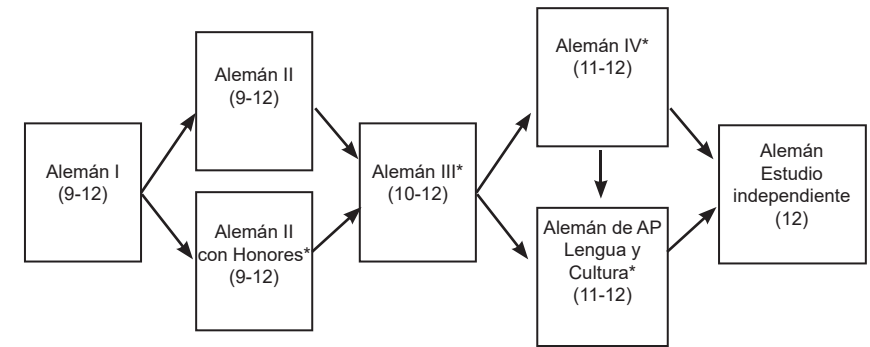 Alemán I
(9-12)
Alemán II
(9-12)
Alemán II
con Honores*
(9-12)
Alemán III*
(10-12)
Alemán IV*
(11-12)
Alemán de AP
Lengua y
Cultura*
(11-12)
Alemán
Estudio
independiente
(12)